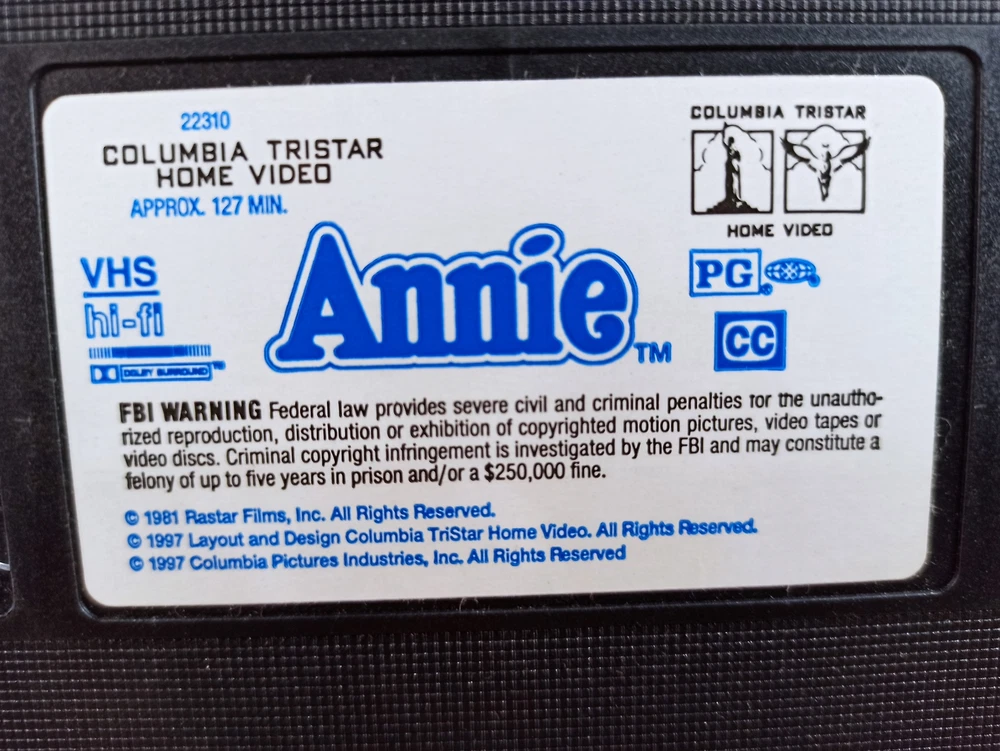 22310
COLUMBIA TRISTAR
HOME VIDEO
APPROX. 127 MIN.
COLUMBIA TRISTAR
HOME VIDEO
VHS
hi-fi
DOLBY SURROUND™
Annie™
PG
CC
FBI WARNING Federal law provides severe civil and criminal penalties for the unautho-
rized reproduction, distribution or exhibition of copyrighted motion pictures, video tapes or
video discs. Criminal copyright infringement is investigated by the FBI and may constitute a
felony of up to five years in prison and/or a $250,000 fine.
© 1981 Rastar Films, Inc. All Rights Reserved.
© 1997 Layout and Design Columbia TriStar Home Video. All Rights Reserved.
© 1997 Columbia Pictures Industries, Inc. All Rights Reserved